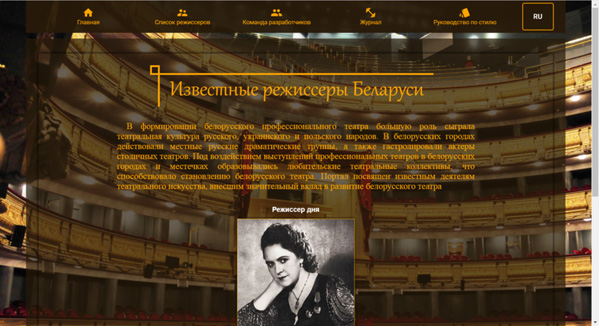 Главная
Список режиссеров
Команда разработчиков
Журнал
Руководство по стилю
RU
Известные режиссеры Беларуси
В формировании белорусского профессионального театра большую роль сыграла
театральная культура русского, украинского и польского народов. В белорусских городах
действовали местные русские драматические труппы, а также гастролировали актеры
столичных театров. Под воздействием выступлений профессиональных театров в белорусских
городах и местечках образовывались любительские театральные коллективы, что
способствовало становлению белорусского театра. Портал посвящен известным деятелям
театрального искусства, внесшим значительный вклад в развитие белорусского театра
Режиссер дня